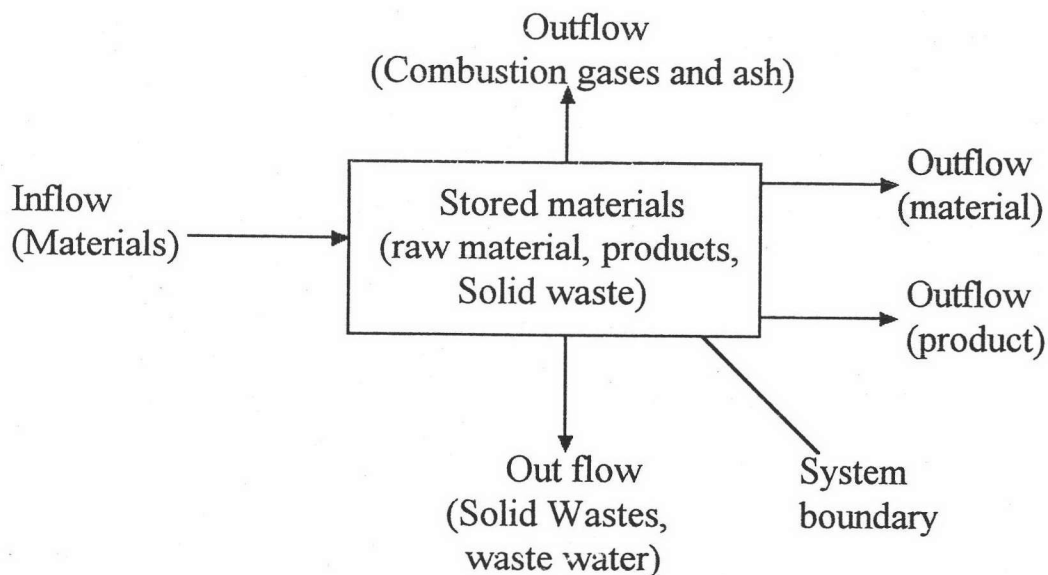 Outflow
(Combustion gases and ash)
Inflow
(Materials)
Stored materials
(raw material, products,
Solid waste)
Outflow
(material)
Outflow
(product)
Out flow
(Solid Wastes,
waste water)
System
boundary